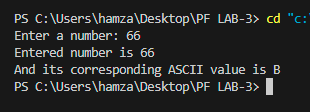 PS C:\Users\hamza\Desktop\PF LAB-3> cd "c:
Enter a number: 66
Entered number is 66
And its corresponding ASCII value is B
PS C:\Users\hamza\Desktop\PF LAB-3>